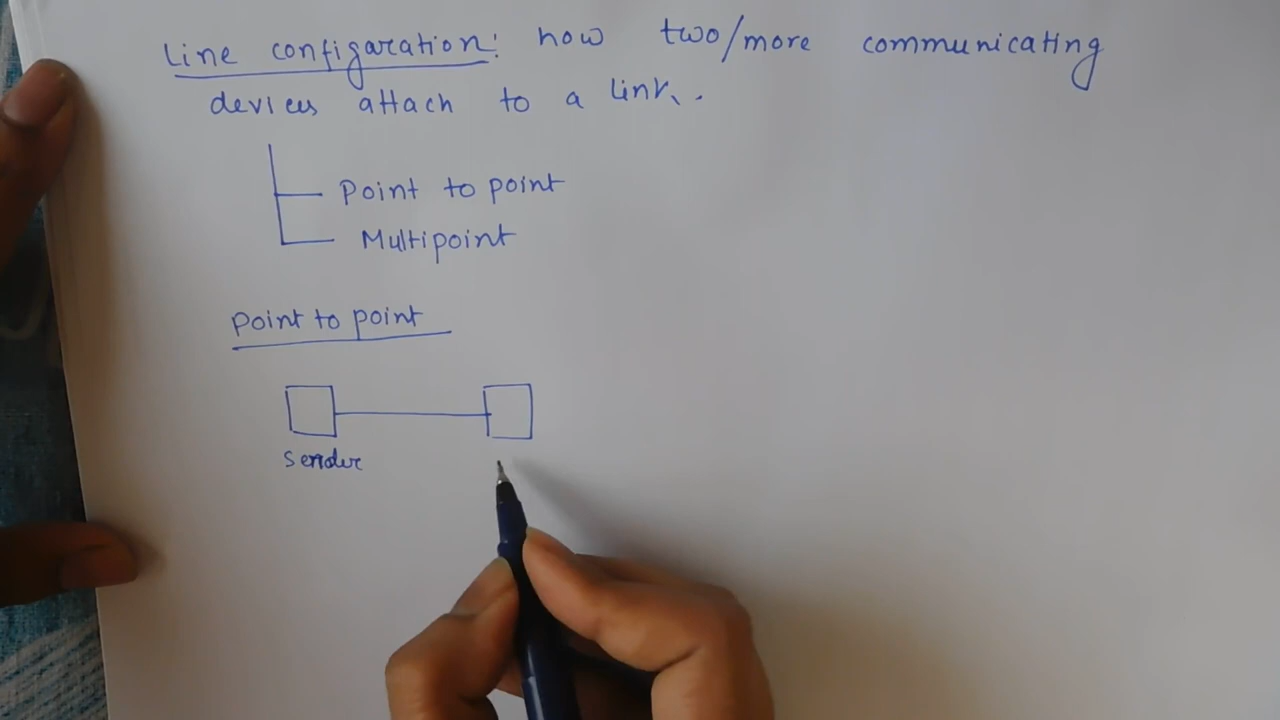 Line configaration: how two/more communicating
devices attach to a link.
Point to point
Multipoint
Point to point
Sender